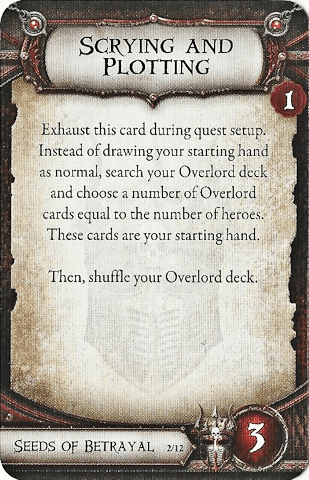 Scrying and
Plotting
1
Exhaust this card during quest setup.
Instead of drawing your starting hand
as normal, search your Overlord deck
and choose a number of Overlord
cards equal to the number of heroes.
These cards are your starting hand.
Then, shuffle your Overlord deck.
Seeds of Betrayal 2/12
3